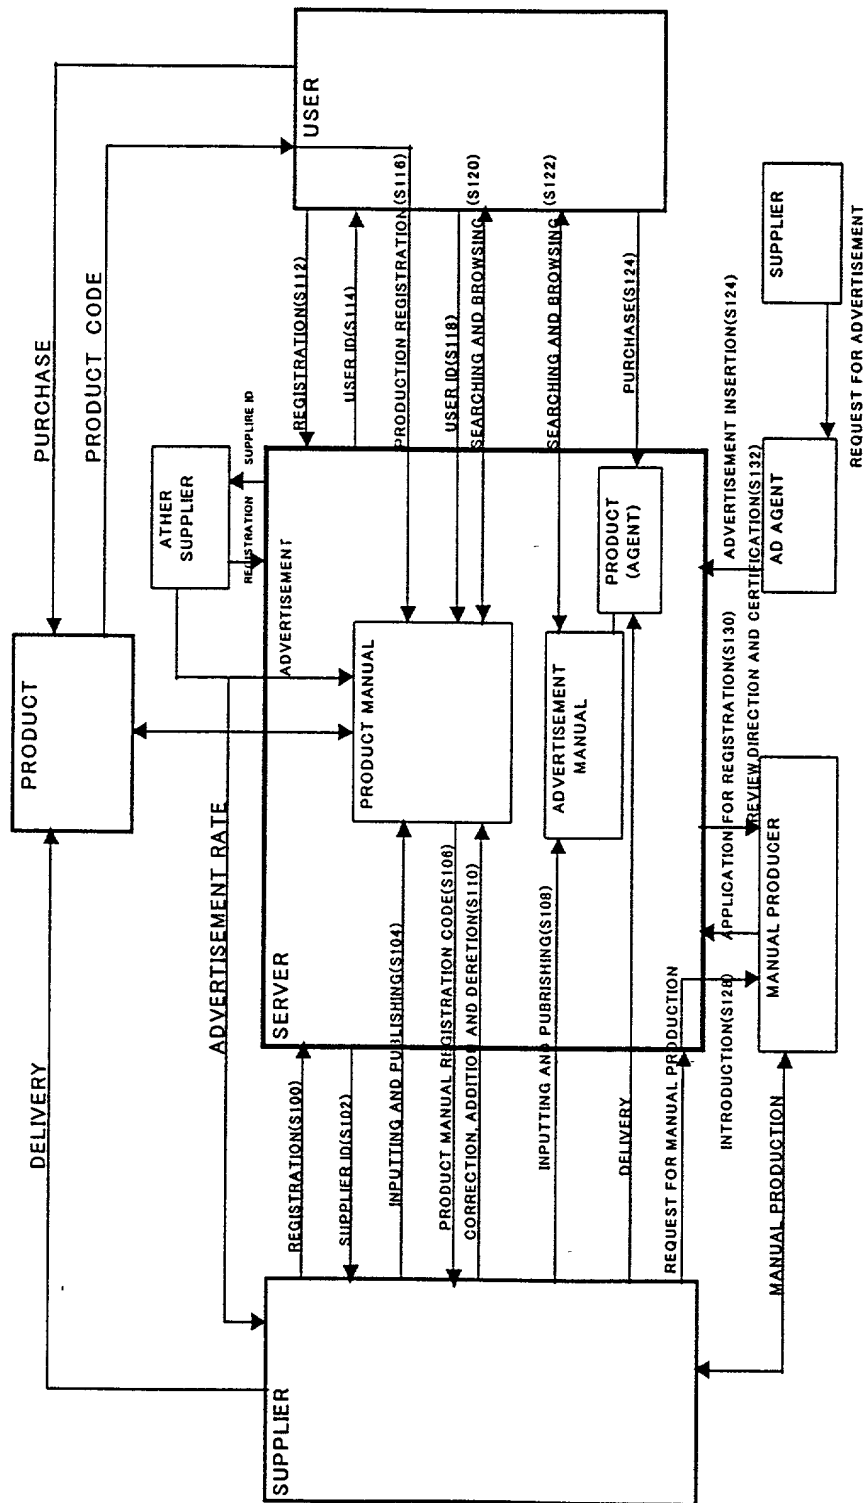 DELIVERY
PURCHASE
PRODUCT CODE
PRODUCT
ADVERTISEMENT RATE
ATHER
SUPPLIER
REGISTRATION
SUPPLIRE ID
ADVERTISEMENT
SUPPLIER
SERVER
USER
REGISTRATION(S100)
SUPPLIER ID(S102)
INPUTTING AND PUBLISHING(S104)
PRODUCT MANUAL REGISTRATION CODE(S106)
CORRECTION, ADDITION AND DERETION(S110)
INPUTTING AND PUBRISHING(S108)
DELIVERY
REQUEST FOR MANUAL PRODUCTION
PRODUCT MANUAL
ADVERTISEMENT
MANUAL
PRODUCT
(AGENT)
REGISTRATION(S112)
USER ID(S114)
PRODUCTION REGISTRATION(S116)
USER ID(S118)
SEARCHING AND BROWSING (S120)
SEARCHING AND BROWSING (S122)
PURCHASE(S124)
INTRODUCTION(S128)
APPLICATION FOR REGISTRATION(S130)
REVIEW DIRECTION AND CERTIFICATION(S132)
ADVERTISEMENT INSERTION(S124)
MANUAL PRODUCTION
MANUAL PRODUCER
AD AGENT
SUPPLIER
REQUEST FOR ADVERTISEMENT